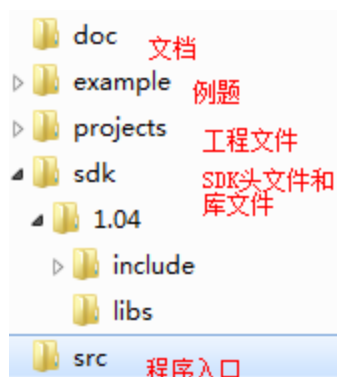 doc 文档
example 例题
projects 工程文件
sdk SDK头文件和
库文件
1.04
include
libs
src 程序入口